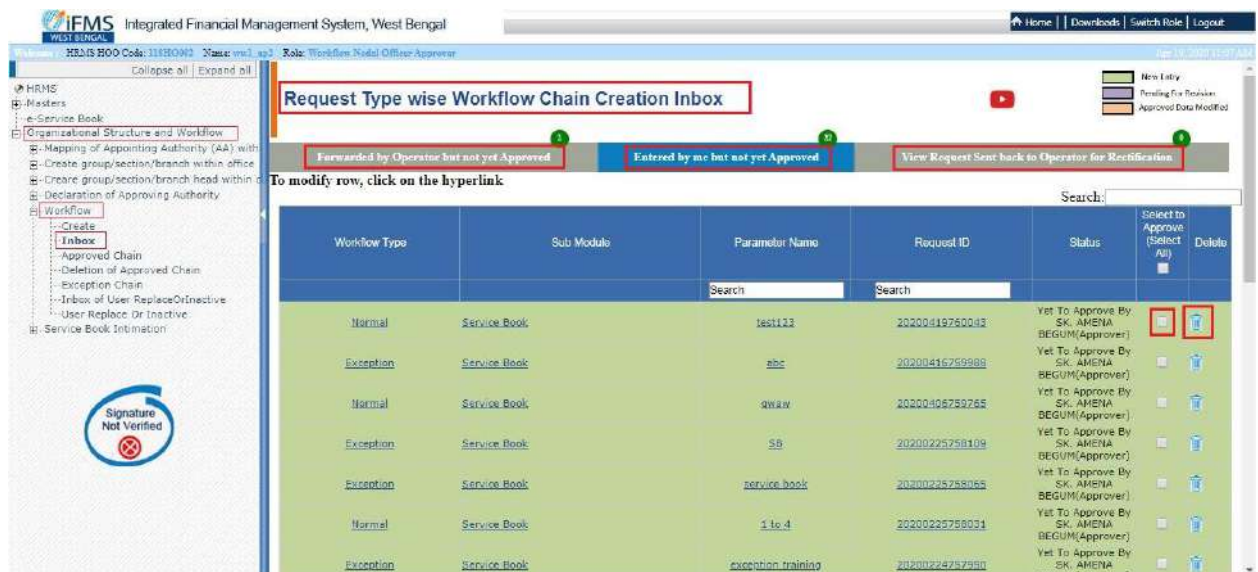 iFMS Integrated Financial Management System, West Bengal
WEST BENGAL
Home | | Downloads | Switch Role | Logout
HRMS HOO Code: Name: Role: Workflow Nodal Officer Approver
Collapse all | Expand all
HRMS
Masters
e-Service Book
Organizational Structure and Workflow
Mapping of Appointing Authority (AA) with
Create group/section/branch within office
Create group/section/branch head within
Declaration of Approving Authority
Workflow
Create
Inbox
Approved Chain
Deletion of Approved Chain
Exception Chain
Inbox of User ReplaceOrInactive
User Replace Or Inactive
Service Book Intimation
Signature
Not Verified
Request Type wise Workflow Chain Creation Inbox
New Entry
Pending For Revision
Approved Data Modified
Forwarded by Operator but not yet Approved
Entered by me but not yet Approved
View Request Sent back to Operator for Rectification
To modify row, click on the hyperlink
Search:
Workflow Type Sub Module Parameter Name Request ID Status Select to Approve (Select All) Delete
Search Search
Normal Service Book test123 20200419760043 Yet To Approve By SK. AMENA BEGUM(Approver)
Exception Service Book abc 20200416759988 Yet To Approve By SK. AMENA BEGUM(Approver)
Normal Service Book qwaw 20200406759765 Yet To Approve By SK. AMENA BEGUM(Approver)
Exception Service Book SB 20200225758109 Yet To Approve By SK. AMENA BEGUM(Approver)
Exception Service Book service book 20200225758065 Yet To Approve By SK. AMENA BEGUM(Approver)
Normal Service Book 1 to 4 20200225758031 Yet To Approve By SK. AMENA BEGUM(Approver)
Exception Service Book exception training 20200224757990 Yet To Approve By SK. AMENA